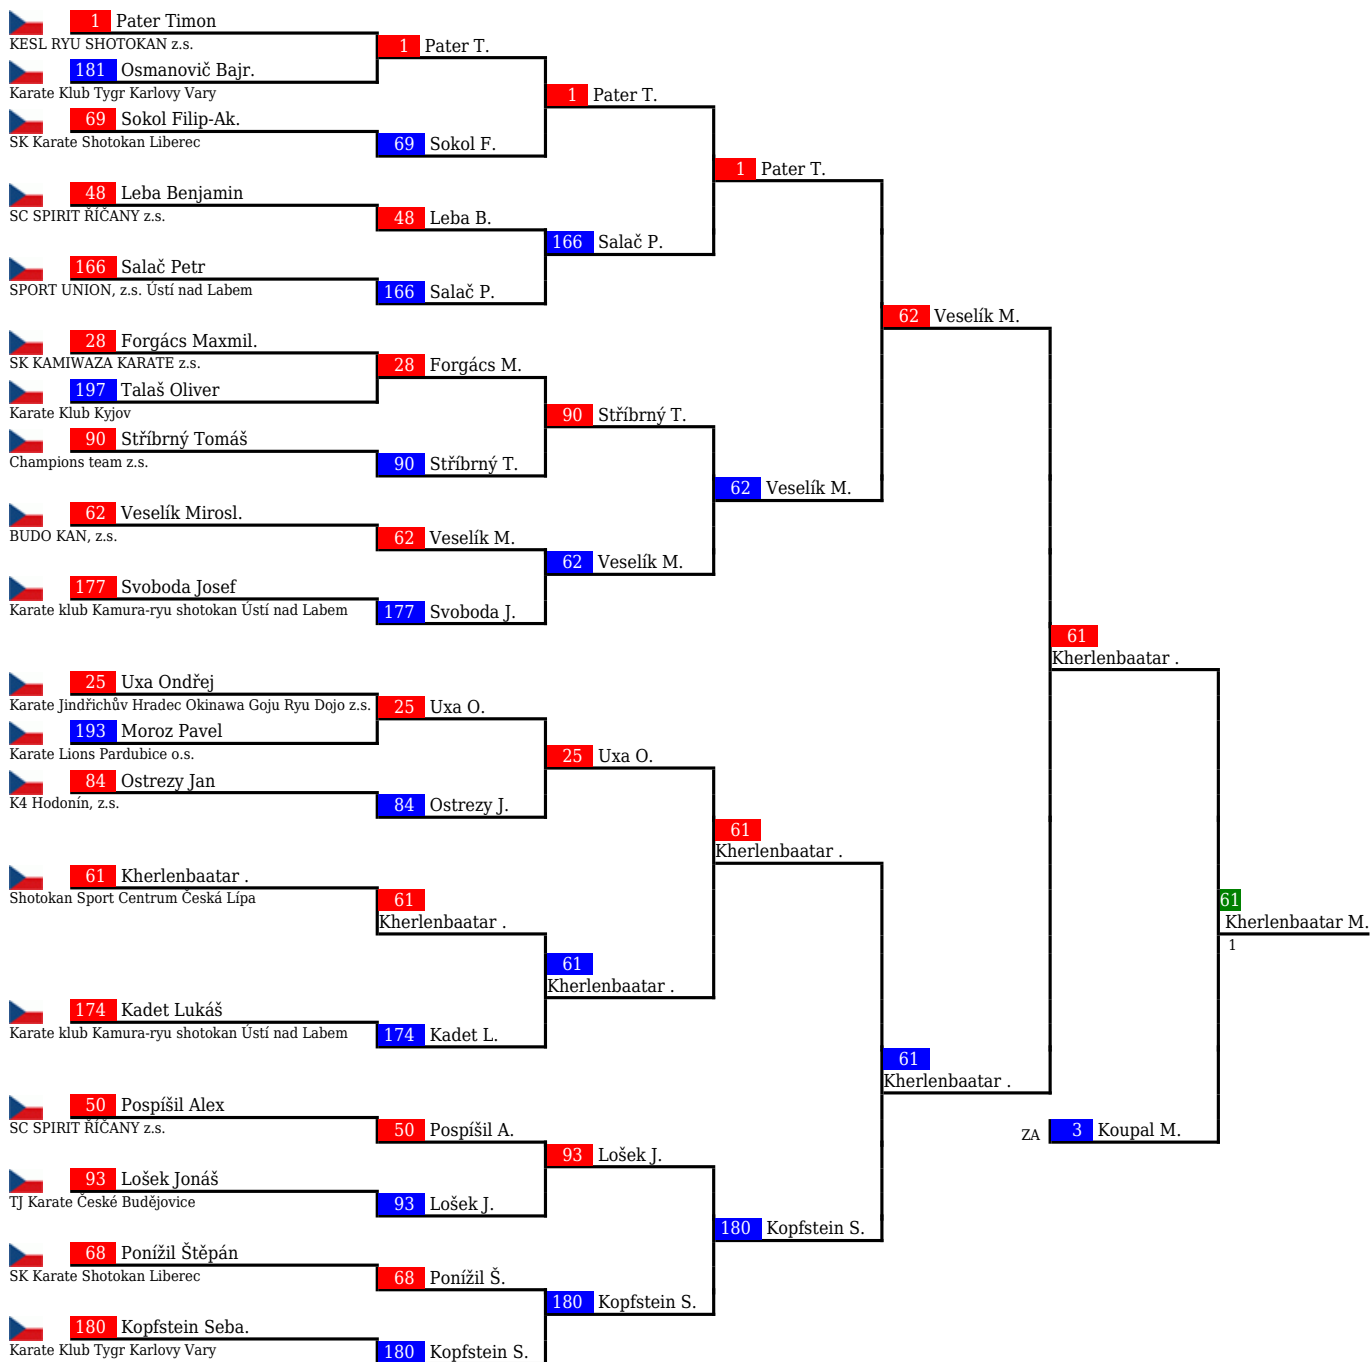 1 Pater Timon
KESL RYU SHOTOKAN z.s.
181 Osmanovič Bajr.
Karate Klub Tygr Karlovy Vary
69 Sokol Filip-Ak.
SK Karate Shotokan Liberec
48 Leba Benjamin
SC SPIRIT ŘÍČANY z.s.
166 Salač Petr
SPORT UNION, z.s. Ústí nad Labem
28 Forgács Maxmil.
SK KAMIWAZA KARATE z.s.
197 Talaš Oliver
Karate Klub Kyjov
90 Stříbrný Tomáš
Champions team z.s.
62 Veselík Mirosl.
BUDO KAN, z.s.
177 Svoboda Josef
Karate klub Kamura-ryu shotokan Ústí nad Labem
25 Uxa Ondřej
Karate Jindřichův Hradec Okinawa Goju Ryu Dojo z.s.
193 Moroz Pavel
Karate Lions Pardubice o.s.
84 Ostrezy Jan
K4 Hodonín, z.s.
61 Kherlenbaatar .
Shotokan Sport Centrum Česká Lípa
174 Kadet Lukáš
Karate klub Kamura-ryu shotokan Ústí nad Labem
50 Pospíšil Alex
SC SPIRIT ŘÍČANY z.s.
93 Lošek Jonáš
TJ Karate České Budějovice
68 Ponížil Štěpán
SK Karate Shotokan Liberec
180 Kopfstein Seba.
Karate Klub Tygr Karlovy Vary
1 Pater T.
69 Sokol F.
48 Leba B.
166 Salač P.
28 Forgács M.
90 Stříbrný T.
62 Veselík M.
177 Svoboda J.
25 Uxa O.
84 Ostrezy J.
61
Kherlenbaatar .
174 Kadet L.
50 Pospíšil A.
93 Lošek J.
68 Ponížil Š.
180 Kopfstein S.
1 Pater T.
166 Salač P.
90 Stříbrný T.
62 Veselík M.
25 Uxa O.
61
Kherlenbaatar .
93 Lošek J.
180 Kopfstein S.
1 Pater T.
62 Veselík M.
61
Kherlenbaatar .
180 Kopfstein S.
62 Veselík M.
61
Kherlenbaatar .
61
Kherlenbaatar .
ZA 3 Koupal M.
61
Kherlenbaatar M.
1